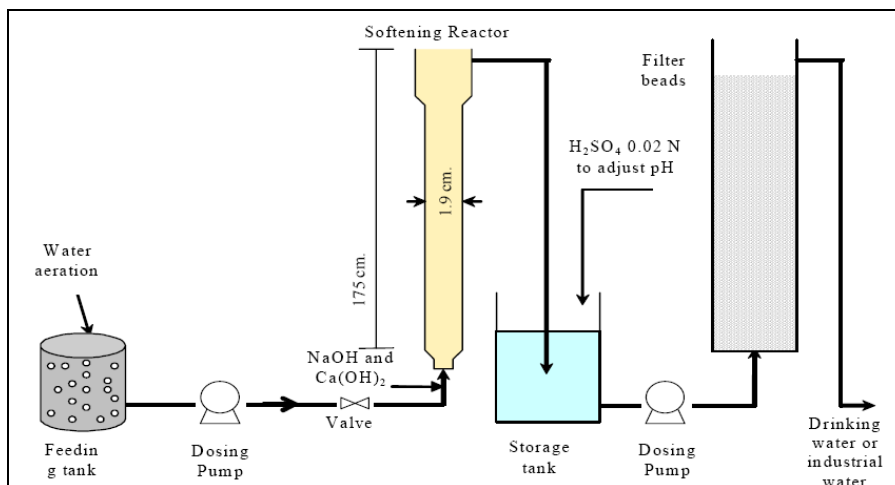 Softening Reactor
Filter
beads
H₂SO₄ 0.02 N
to adjust pH
1.9 cm.
175 cm.
Water
aeration
NaOH and
Ca(OH)₂
Valve
Feedin
g tank
Dosing
Pump
Storage
tank
Dosing
Pump
Drinking
water or
industrial
water